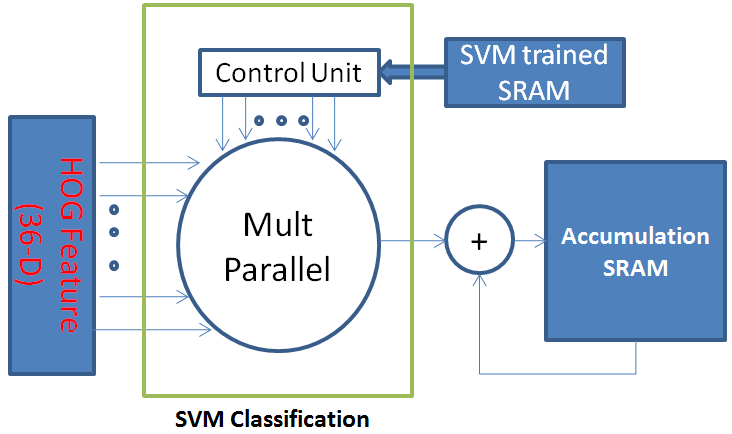 SVM trained
SRAM
Control Unit
HOG Feature
(36-D)
Mult
Parallel
+
Accumulation
SRAM
SVM Classification